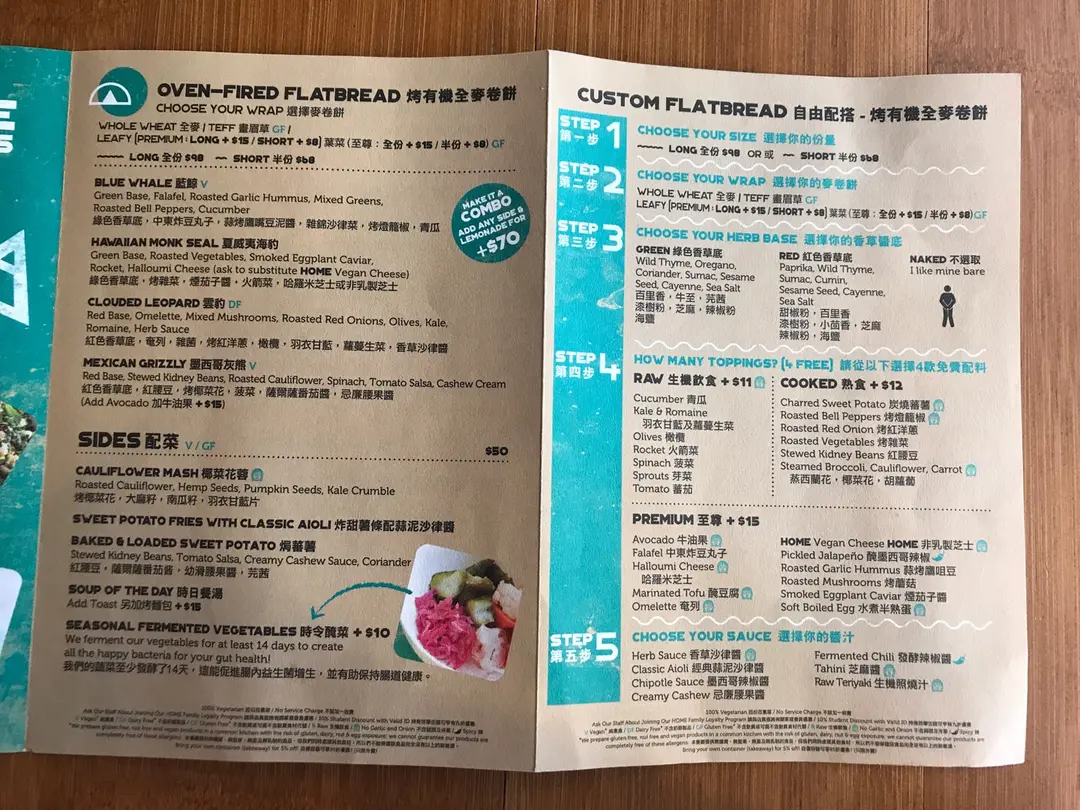 OVEN-FIRED FLATBREAD 烤有機全麥卷餅
CHOOSE YOUR WRAP 選擇麥卷餅
WHOLE WHEAT 全麥 / TEFF 畫眉草 GF /
LEAFY (PREMIUM: LONG + $15 / SHORT + $8) 葉菜 (至尊: 全份 + $15 / 半份 + $8) GF
LONG 全份 $98 SHORT 半份 $68
BLUE WHALE 藍鯨 V
Green Base, Falafel, Roasted Garlic Hummus, Mixed Greens,
Roasted Bell Peppers, Cucumber
綠色香草底，中東炸豆丸子，蒜烤鷹嘴豆泥醬，雜錦沙律菜，烤燈籠椒，青瓜
HAWAIIAN MONK SEAL 夏威夷海豹
Green Base, Roasted Vegetables, Smoked Eggplant Caviar,
Rocket, Halloumi Cheese (ask to substitute HOME Vegan Cheese)
綠色香草底，烤雜菜，煙茄子醬，火箭菜，哈羅米芝士或非乳製芝士
CLOUDED LEOPARD 雲豹 DF
Red Base, Omelette, Mixed Mushrooms, Roasted Red Onions, Olives, Kale,
Romaine, Herb Sauce
紅色香草底，奄列，雜菌，烤紅洋蔥，橄欖，羽衣甘藍，蘿蔓生菜，香草沙律醬
MEXICAN GRIZZLY 墨西哥灰熊 V
Red Base, Stewed Kidney Beans, Roasted Cauliflower, Spinach, Tomato Salsa, Cashew Cream
紅色香草底，紅腰豆，烤椰菜花，菠菜，薩爾薩番茄醬，忌廉腰果醬
(Add Avocado 加牛油果 + $15)
MAKE IT A
COMBO
ADD ANY SIDE &
LEMONADE FOR
+$70
SIDES 配菜 V / GF
$50
CAULIFLOWER MASH 椰菜花蓉
Roasted Cauliflower, Hemp Seeds, Pumpkin Seeds, Kale Crumble
烤椰菜花，大麻籽，南瓜籽，羽衣甘藍片
SWEET POTATO FRIES WITH CLASSIC AIOLI 炸甜薯條配蒜泥沙律醬
BAKED & LOADED SWEET POTATO 焗蕃薯
Stewed Kidney Beans, Tomato Salsa, Creamy Cashew Sauce, Coriander
紅腰豆，薩爾薩番茄醬，幼滑腰果醬，芫茜
SOUP OF THE DAY 時日餐湯
Add Toast 另加烤麵包 + $15
SEASONAL FERMENTED VEGETABLES 時令醃菜 + $10
We ferment our vegetables for at least 14 days to create
all the happy bacteria for your gut health!
我們的蔬菜至少發酵了14天，這能促進腸內益生菌增生，並有助保持腸道健康。
100% Vegetarian 百份百素菜 / No Service Charge 不設加一收費
CUSTOM FLATBREAD 自由配搭 - 烤有機全麥卷餅
STEP 1
第一步
CHOOSE YOUR SIZE 選擇你的份量
LONG 全份 $98 OR 或 SHORT 半份 $68
STEP 2
第二步
CHOOSE YOUR WRAP 選擇你的麥卷餅
WHOLE WHEAT 全麥 / TEFF 畫眉草 GF
LEAFY (PREMIUM: LONG + $15 / SHORT + $8) 葉菜 (至尊: 全份 + $15 / 半份 + $8) GF
STEP 3
第三步
CHOOSE YOUR HERB BASE 選擇你的香草醬底
GREEN 綠色香草底
Wild Thyme, Oregano,
Coriander, Sumac, Sesame
Seed, Cayenne, Sea Salt
百里香，牛至，芫茜
漆樹粉，芝麻，辣椒粉
海鹽
RED 紅色香草底
Paprika, Wild Thyme,
Sumac, Cumin,
Sesame Seed, Cayenne,
Sea Salt
甜椒粉，百里香
漆樹粉，小茴香，芝麻
辣椒粉，海鹽
NAKED 不選取
I like mine bare
STEP 4
第四步
HOW MANY TOPPINGS? (4 FREE) 請從以下選擇4款免費配料
RAW 生機飲食 + $11
Cucumber 青瓜
Kale & Romaine
羽衣甘藍及蘿蔓生菜
Olives 橄欖
Rocket 火箭菜
Spinach 菠菜
Sprouts 芽菜
Tomato 蕃茄
COOKED 熟食 + $12
Charred Sweet Potato 炭燒蕃薯
Roasted Bell Peppers 烤燈籠椒
Roasted Red Onion 烤紅洋蔥
Roasted Vegetables 烤雜菜
Stewed Kidney Beans 紅腰豆
Steamed Broccoli, Cauliflower, Carrot
蒸西蘭花，椰菜花，胡蘿蔔
PREMIUM 至尊 + $15
Avocado 牛油果
Falafel 中東炸豆丸子
Halloumi Cheese
哈羅米芝士
Marinated Tofu 醃豆腐
Omelette 奄列
HOME Vegan Cheese HOME 非乳製芝士
Pickled Jalapeño 醃墨西哥辣椒
Roasted Garlic Hummus 蒜烤鷹咀豆
Roasted Mushrooms 烤蘑菇
Smoked Eggplant Caviar 煙茄子醬
Soft Boiled Egg 水煮半熟蛋
STEP 5
第五步
CHOOSE YOUR SAUCE 選擇你的醬汁
Herb Sauce 香草沙律醬
Classic Aioli 經典蒜泥沙律醬
Chipotle Sauce 墨西哥辣椒醬
Creamy Cashew 忌廉腰果醬
Fermented Chili 發酵辣椒醬
Tahini 芝麻醬
Raw Teriyaki 生機照燒汁
100% Vegetarian 百份百素菜 / No Service Charge 不設加一收費